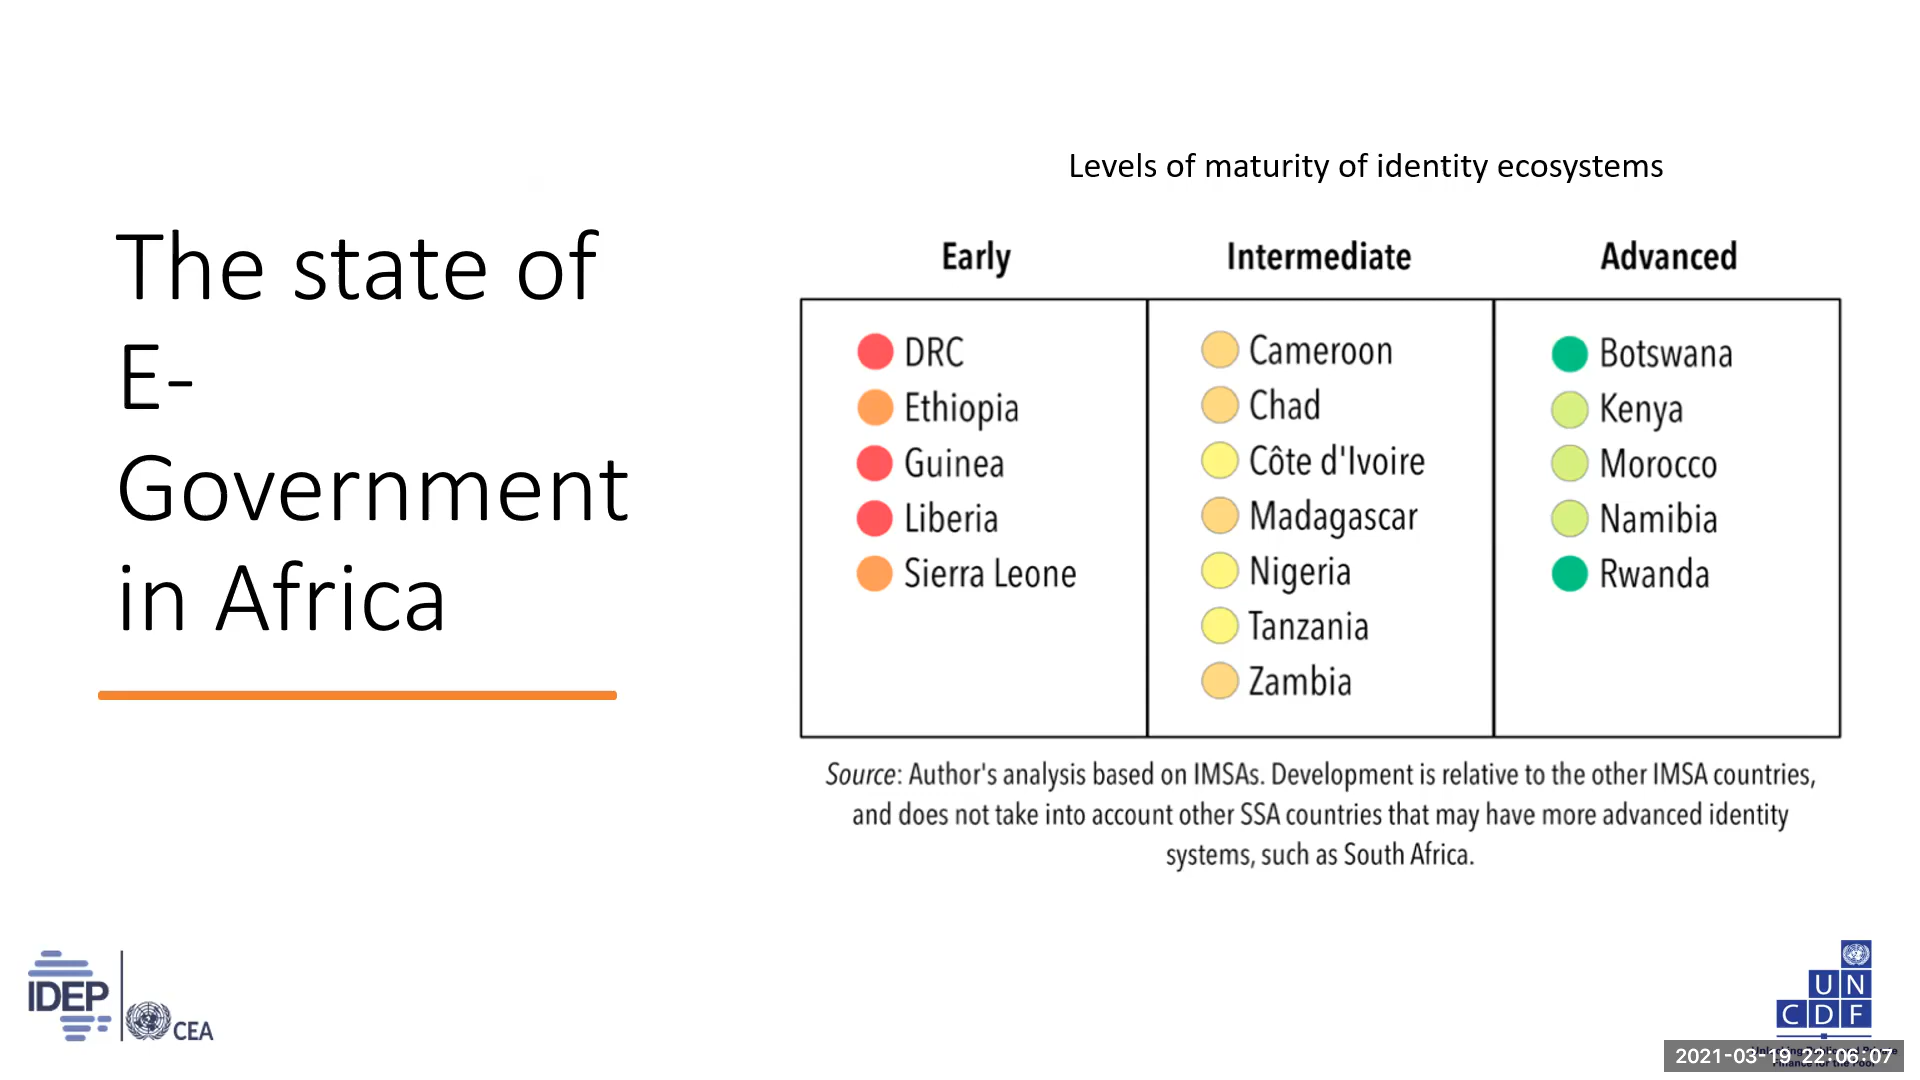 The state of
E-
Government
in Africa
Levels of maturity of identity ecosystems
Early
Intermediate
Advanced
DRC
Ethiopia
Guinea
Liberia
Sierra Leone
Cameroon
Chad
Côte d'Ivoire
Madagascar
Nigeria
Tanzania
Zambia
Botswana
Kenya
Morocco
Namibia
Rwanda
Source: Author's analysis based on IMSAs. Development is relative to the other IMSA countries,
and does not take into account other SSA countries that may have more advanced identity
systems, such as South Africa.
IDEP
CEA
UN
CDF
2021-03-19 22:06:07